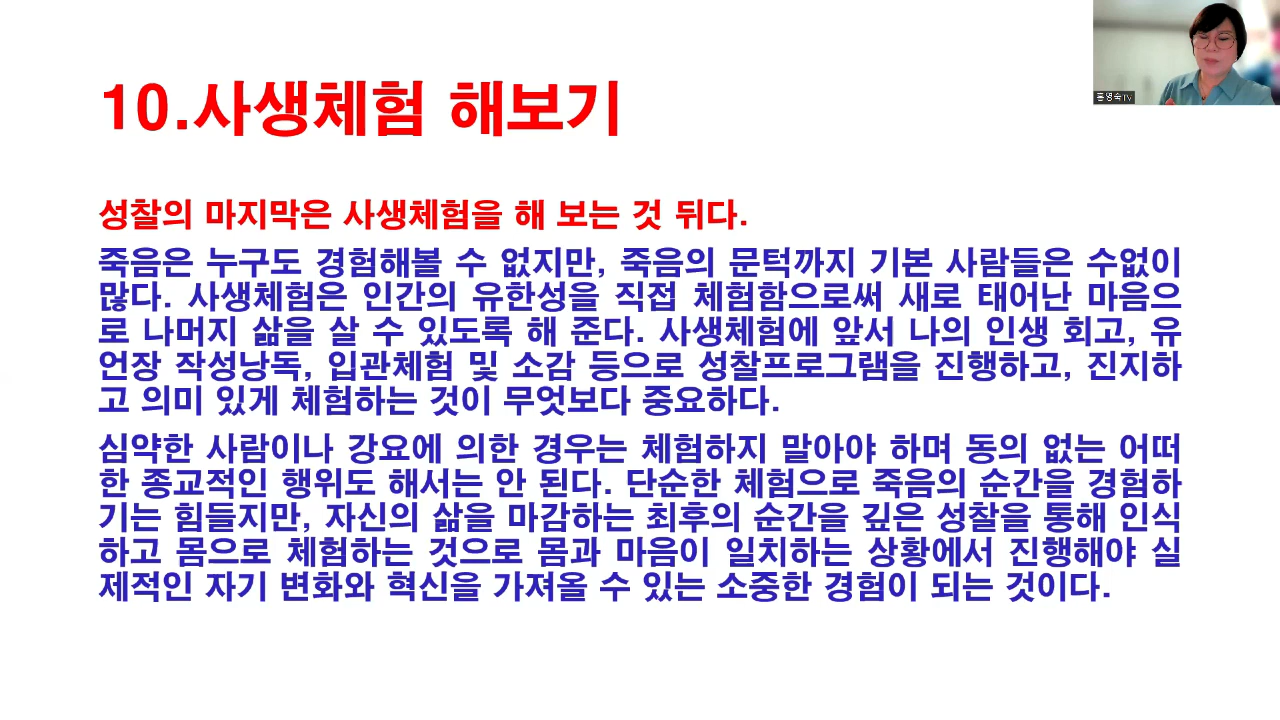 10.사생체험 해보기
성찰의 마지막은 사생체험을 해 보는 것 뒤다.
죽음은 누구도 경험해볼 수 없지만, 죽음의 문턱까지 기본 사람들은 수없이
많다. 사생체험은 인간의 유한성을 직접 체험함으로써 새로 태어난 마음으
로 나머지 삶을 살 수 있도록 해 준다. 사생체험에 앞서 나의 인생 회고, 유
언장 작성낭독, 입관체험 및 소감 등으로 성찰프로그램을 진행하고, 진지하
고 의미 있게 체험하는 것이 무엇보다 중요하다.
심약한 사람이나 강요에 의한 경우는 체험하지 말아야 하며 동의 없는 어떠
한 종교적인 행위도 해서는 안 된다. 단순한 체험으로 죽음의 순간을 경험하
기는 힘들지만, 자신의 삶을 마감하는 최후의 순간을 깊은 성찰을 통해 인식
하고 몸으로 체험하는 것으로 몸과 마음이 일치하는 상황에서 진행해야 실
제적인 자기 변화와 혁신을 가져올 수 있는 소중한 경험이 되는 것이다.
홍영숙TV